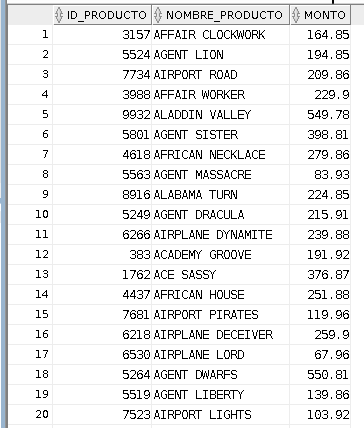 ID_PRODUCTO NOMBRE_PRODUCTO MONTO
1 3157 AFFAIR CLOCKWORK 164.85
2 5524 AGENT LION 194.85
3 7734 AIRPORT ROAD 209.86
4 3988 AFFAIR WORKER 229.9
5 9932 ALADDIN VALLEY 549.78
6 5801 AGENT SISTER 398.81
7 4618 AFRICAN NECKLACE 279.86
8 5563 AGENT MASSACRE 83.93
9 8916 ALABAMA TURN 224.85
10 5249 AGENT DRACULA 215.91
11 6266 AIRPLANE DYNAMITE 239.88
12 383 ACADEMY GROOVE 191.92
13 1762 ACE SASSY 376.87
14 4437 AFRICAN HOUSE 251.88
15 7681 AIRPORT PIRATES 119.96
16 6218 AIRPLANE DECEIVER 259.9
17 6530 AIRPLANE LORD 67.96
18 5264 AGENT DWARFS 550.81
19 5519 AGENT LIBERTY 139.86
20 7523 AIRPORT LIGHTS 103.92